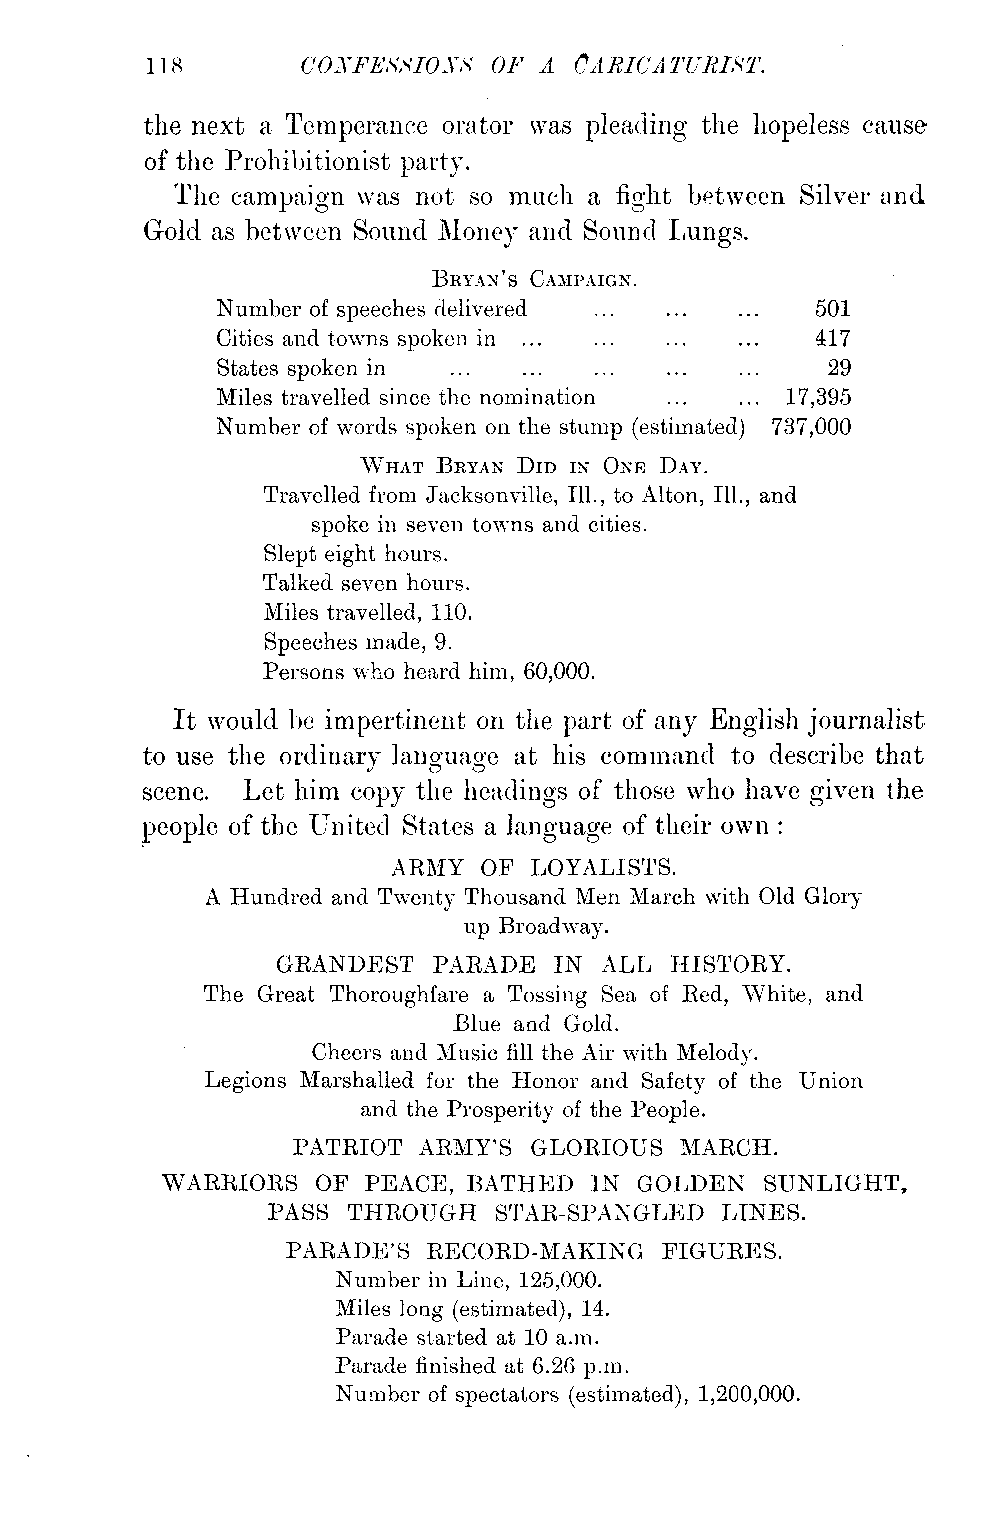 118 CONFESSIONS OF A CARICATURIST.
the next a Temperance orator was pleading the hopeless cause
of the Prohibitionist party.
The campaign was not so much a fight between Silver and
Gold as between Sound Money and Sound Lungs.
BRYAN'S CAMPAIGN.
Number of speeches delivered ... ... ... 501
Cities and towns spoken in ... ... ... ... 417
States spoken in ... ... ... ... ... 29
Miles travelled since the nomination ... ... 17,395
Number of words spoken on the stump (estimated) 737,000
WHAT BRYAN DID IN ONE DAY.
Travelled from Jacksonville, Ill., to Alton, Ill., and
spoke in seven towns and cities.
Slept eight hours.
Talked seven hours.
Miles travelled, 110.
Speeches made, 9.
Persons who heard him, 60,000.
It would be impertinent on the part of any English journalist
to use the ordinary language at his command to describe that
scene. Let him copy the headings of those who have given the
people of the United States a language of their own :
ARMY OF LOYALISTS.
A Hundred and Twenty Thousand Men March with Old Glory
up Broadway.
GRANDEST PARADE IN ALL HISTORY.
The Great Thoroughfare a Tossing Sea of Red, White, and
Blue and Gold.
Cheers and Music fill the Air with Melody.
Legions Marshalled for the Honor and Safety of the Union
and the Prosperity of the People.
PATRIOT ARMY'S GLORIOUS MARCH.
WARRIORS OF PEACE, BATHED IN GOLDEN SUNLIGHT,
PASS THROUGH STAR-SPANGLED LINES.
PARADE'S RECORD-MAKING FIGURES.
Number in Line, 125,000.
Miles long (estimated), 14.
Parade started at 10 a.m.
Parade finished at 6.26 p.m.
Number of spectators (estimated), 1,200,000.